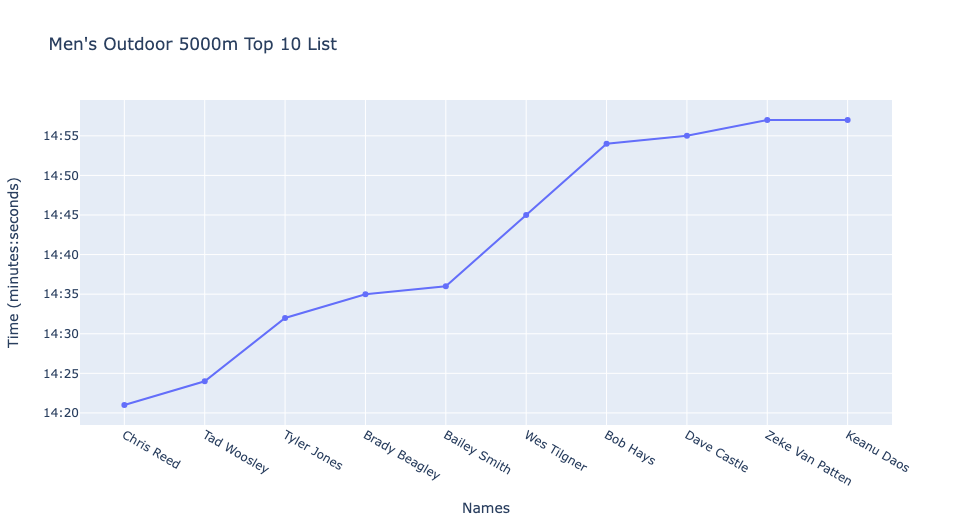 Men's Outdoor 5000m Top 10 List
Time (minutes:seconds)
14:55
14:50
14:45
14:40
14:35
14:30
14:25
14:20
Chris Reed
Tad Woosley
Tyler Jones
Brady Beagley
Bailey Smith
Wes Tilgner
Bob Hays
Dave Castle
Zeke Van Patten
Keanu Daos
Names